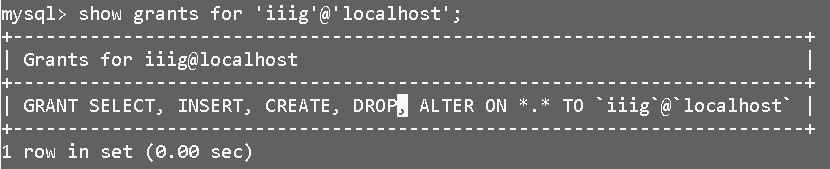 mysql> show grants for 'iiig'@'localhost';
+-----------------------------------------------------------------------+
| Grants for iiig@localhost                                             |
+-----------------------------------------------------------------------+
| GRANT SELECT, INSERT, CREATE, DROP, ALTER ON *.* TO `iiig`@`localhost` |
+-----------------------------------------------------------------------+
1 row in set (0.00 sec)